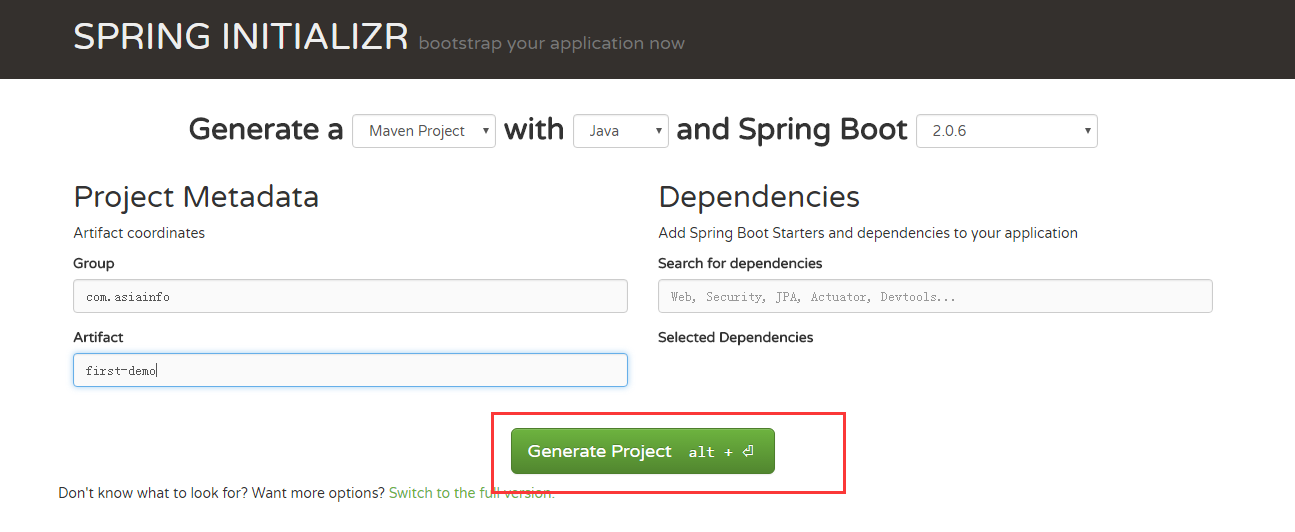 SPRING INITIALIZR bootstrap your application now
Generate a Maven Project with Java and Spring Boot 2.0.6
Project Metadata
Artifact coordinates
Group
com.asiainfo
Artifact
first-demo
Dependencies
Add Spring Boot Starters and dependencies to your application
Search for dependencies
Web, Security, JPA, Actuator, Devtools...
Selected Dependencies
Generate Project alt + ⏎
Don't know what to look for? Want more options? Switch to the full version.